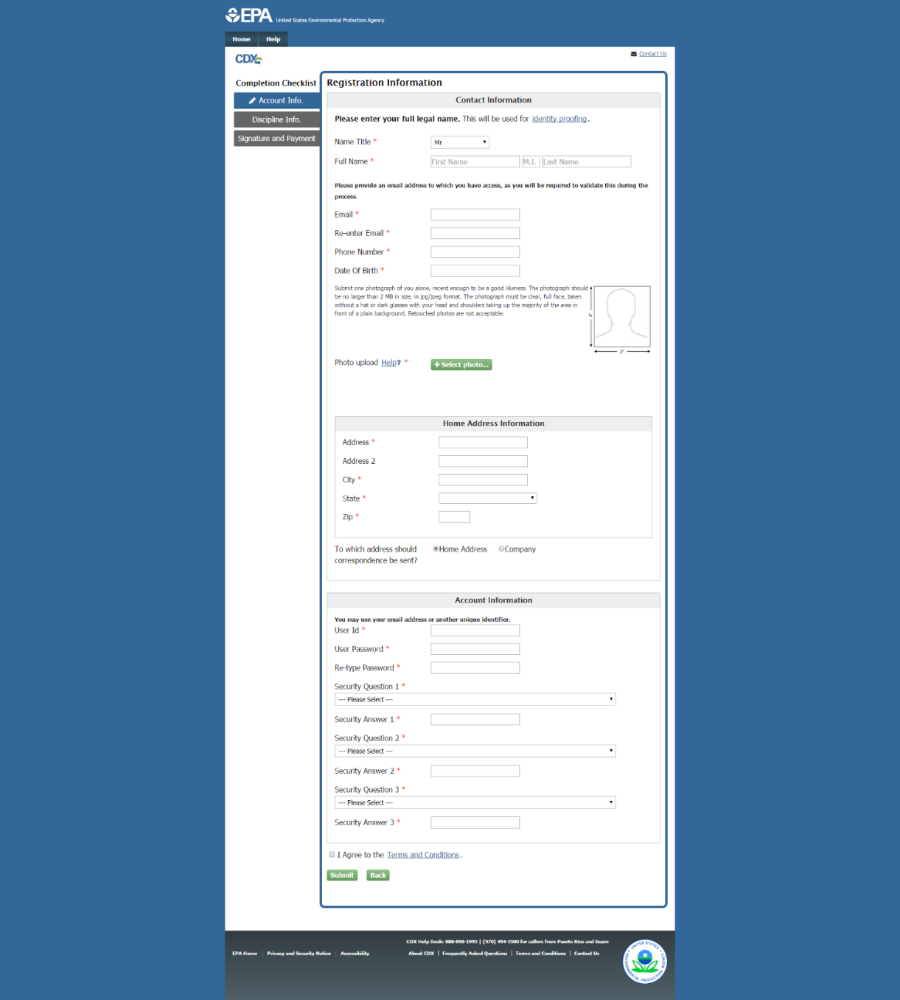 EPA United States Environmental Protection Agency
Home Help
CDX Contact Us
Completion Checklist
Account Info.
Discipline Info.
Signature and Payment
Registration Information
Contact Information
Please enter your full legal name. This will be used for identity proofing.
Name Title * Mr
Full Name * First Name M.I. Last Name
Please provide an email address to which you have access, as you will be required to validate this during the
process.
Email *
Re-enter Email *
Phone Number *
Date Of Birth *
Submit one photograph of you alone, recent enough to be a good likeness. The photograph should
be no larger than 2 MB in size, in jpg/jpeg format. The photograph must be clear, full face, taken
without a hat or dark glasses with your head and shoulders taking up the majority of the area in
front of a plain background. Retouched photos are not acceptable.
2"
Photo upload Help? * + Select photo...
Home Address Information
Address *
Address 2
City *
State *
Zip *
To which address should Home Address Company
correspondence be sent?
Account Information
You may use your email address or another unique identifier.
User Id *
User Password *
Re-type Password *
Security Question 1 *
--- Please Select ---
Security Answer 1 *
Security Question 2 *
--- Please Select ---
Security Answer 2 *
Security Question 3 *
--- Please Select ---
Security Answer 3 *
I Agree to the Terms and Conditions.
Submit Back
CDX Help Desk: 888-890-1995 | (970) 494-5500 for callers from Puerto Rico and Guam
EPA Home | Privacy and Security Notice | Accessibility About CDX | Frequently Asked Questions | Terms and Conditions | Contact Us
UNITED STATES ENVIRONMENTAL PROTECTION AGENCY